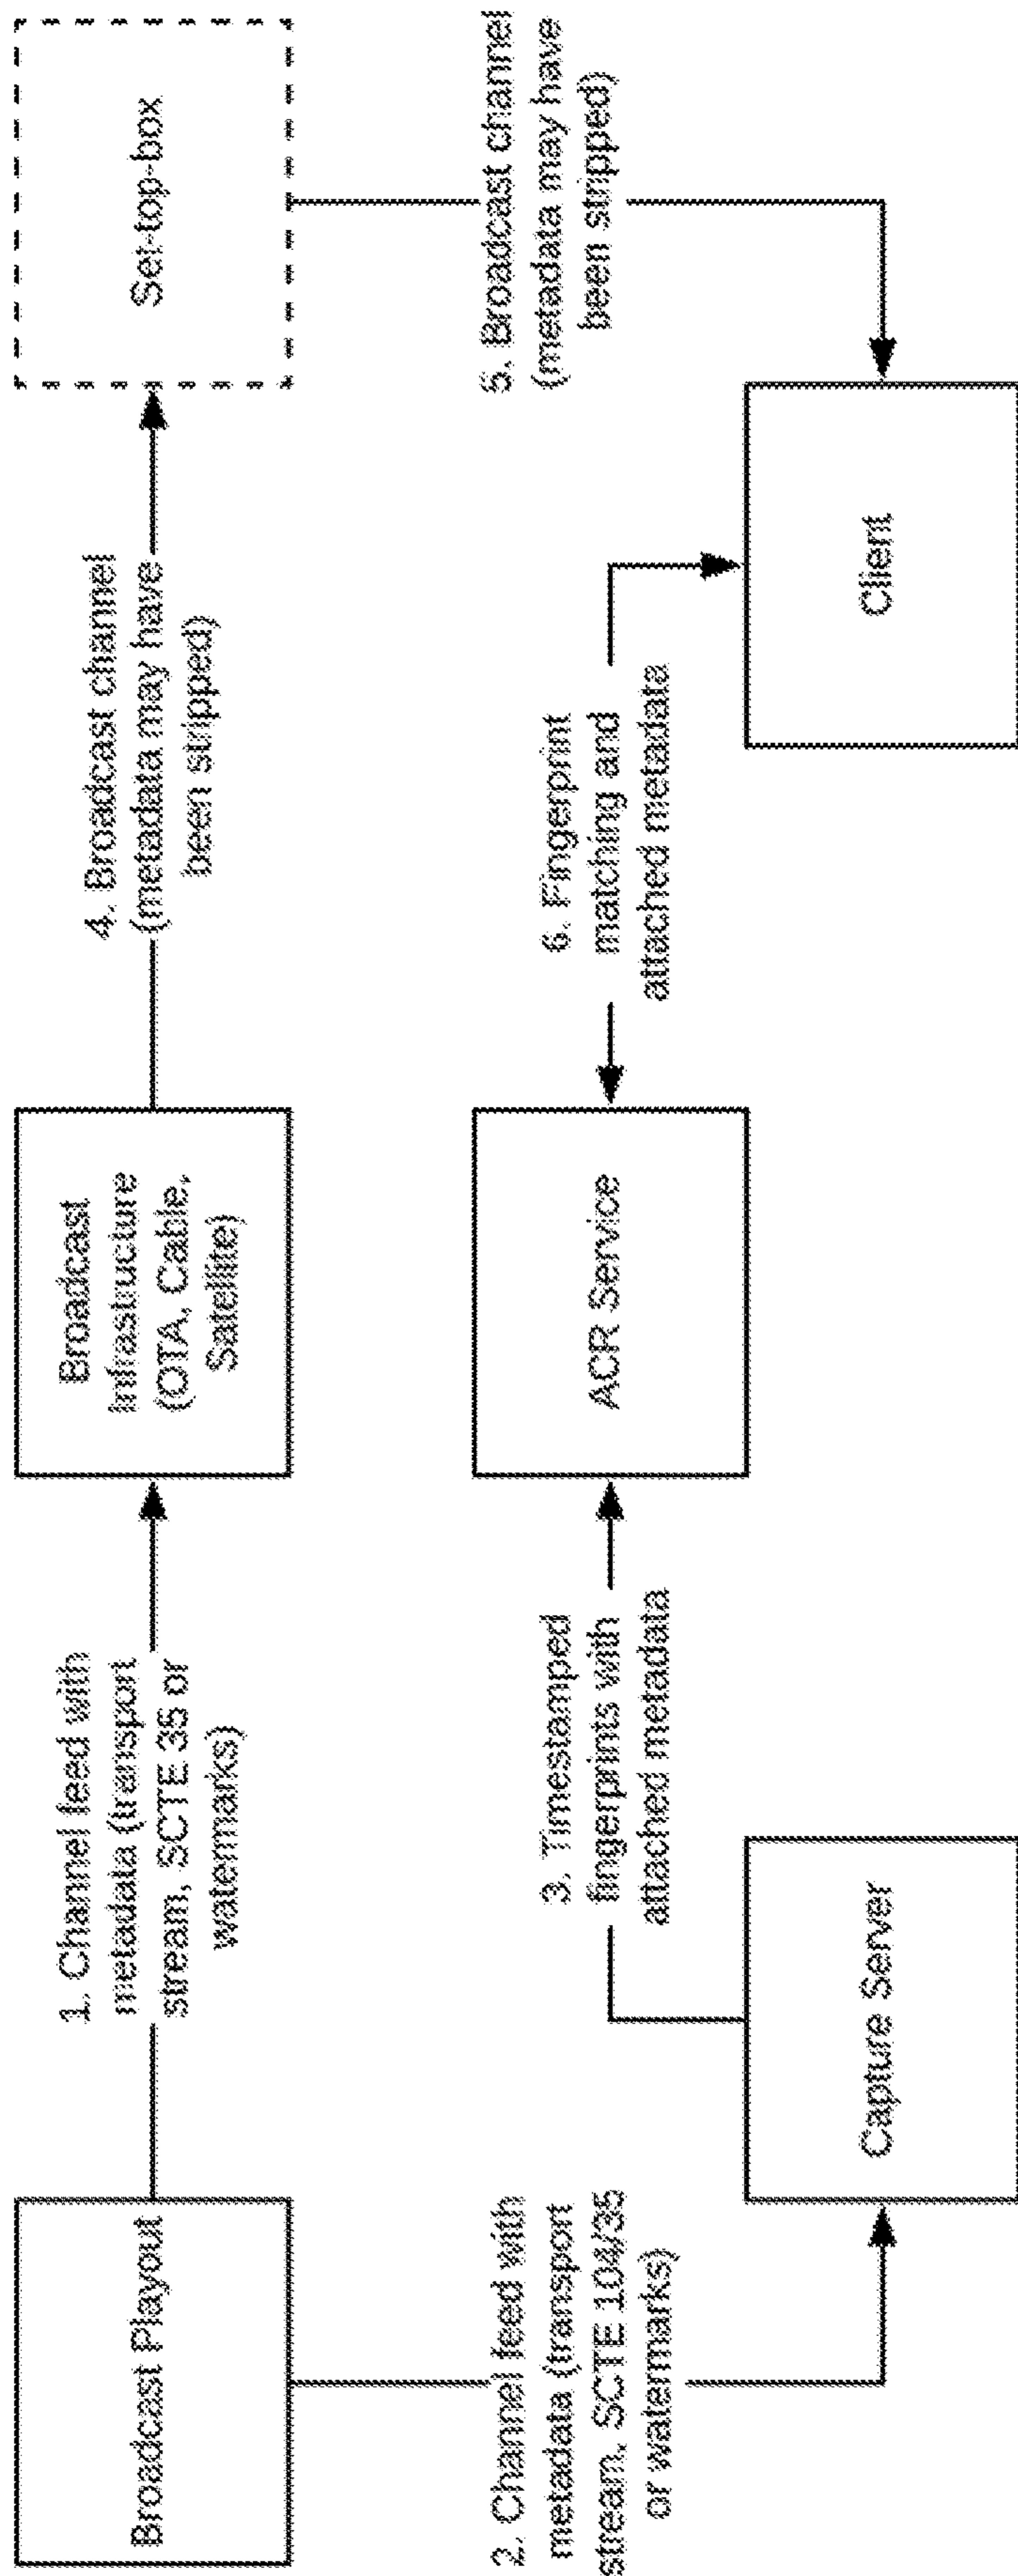 Broadcast Playout
1. Channel feed with
metadata (transport
stream, SCTE 35 or
watermarks)
Broadcast
Infrastructure
(OTA, Cable,
Satellite)
4. Broadcast channel
(metadata may have
been stripped)
Set-top-box
2. Channel feed with
metadata (transport
stream, SCTE 104/35
or watermarks)
Capture Server
3. Timestamped
fingerprints with
attached metadata
ACR Service
6. Fingerprint
matching and
attached metadata
Client
5. Broadcast channel
(metadata may have
been stripped)